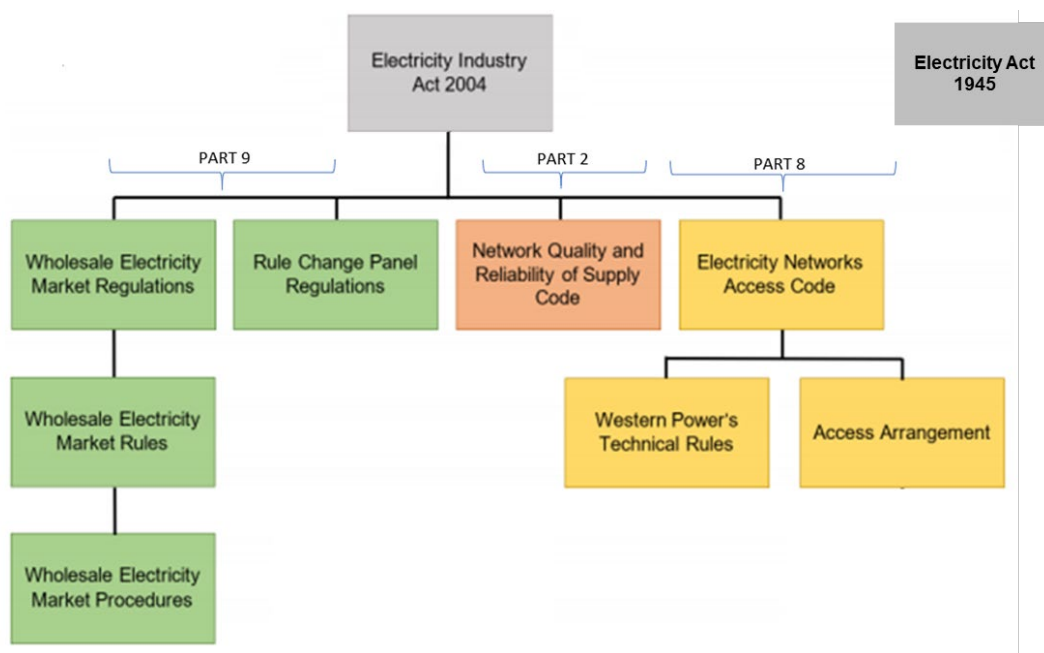 Electricity Industry
Act 2004
Electricity Act
1945
PART 9
PART 2
PART 8
Wholesale Electricity
Market Regulations
Rule Change Panel
Regulations
Network Quality and
Reliability of Supply
Code
Electricity Networks
Access Code
Wholesale Electricity
Market Rules
Western Power's
Technical Rules
Access Arrangement
Wholesale Electricity
Market Procedures